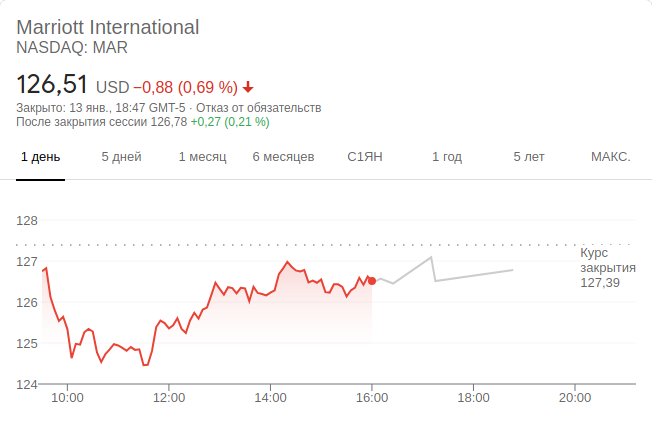 Marriott International
NASDAQ: MAR
126,51 USD −0,88 (0,69 %)
Закрыто: 13 янв., 18:47 GMT-5 · Отказ от обязательств
После закрытия сессии 126,78 +0,27 (0,21 %)
1 день 5 дней 1 месяц 6 месяцев С1ЯН 1 год 5 лет МАКС.
128
127
126
125
124
Курс
закрытия
127,39
10:00 12:00 14:00 16:00 18:00 20:00